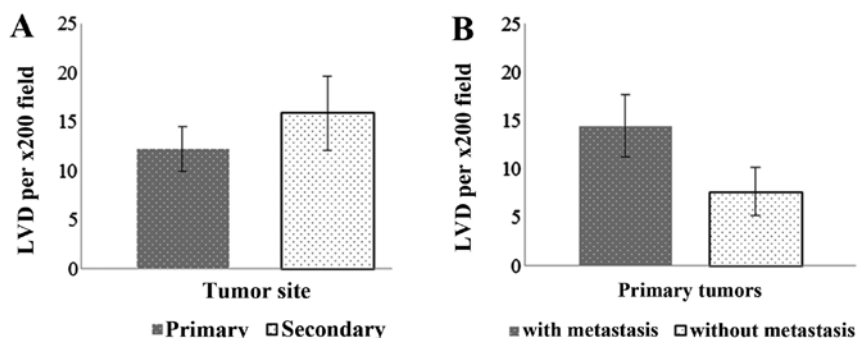 A
LVD per x200 field
25
20
15
10
5
0
Tumor site
Primary Secondary
B
LVD per x200 field
25
20
15
10
5
0
Primary tumors
with metastasis without metastasis